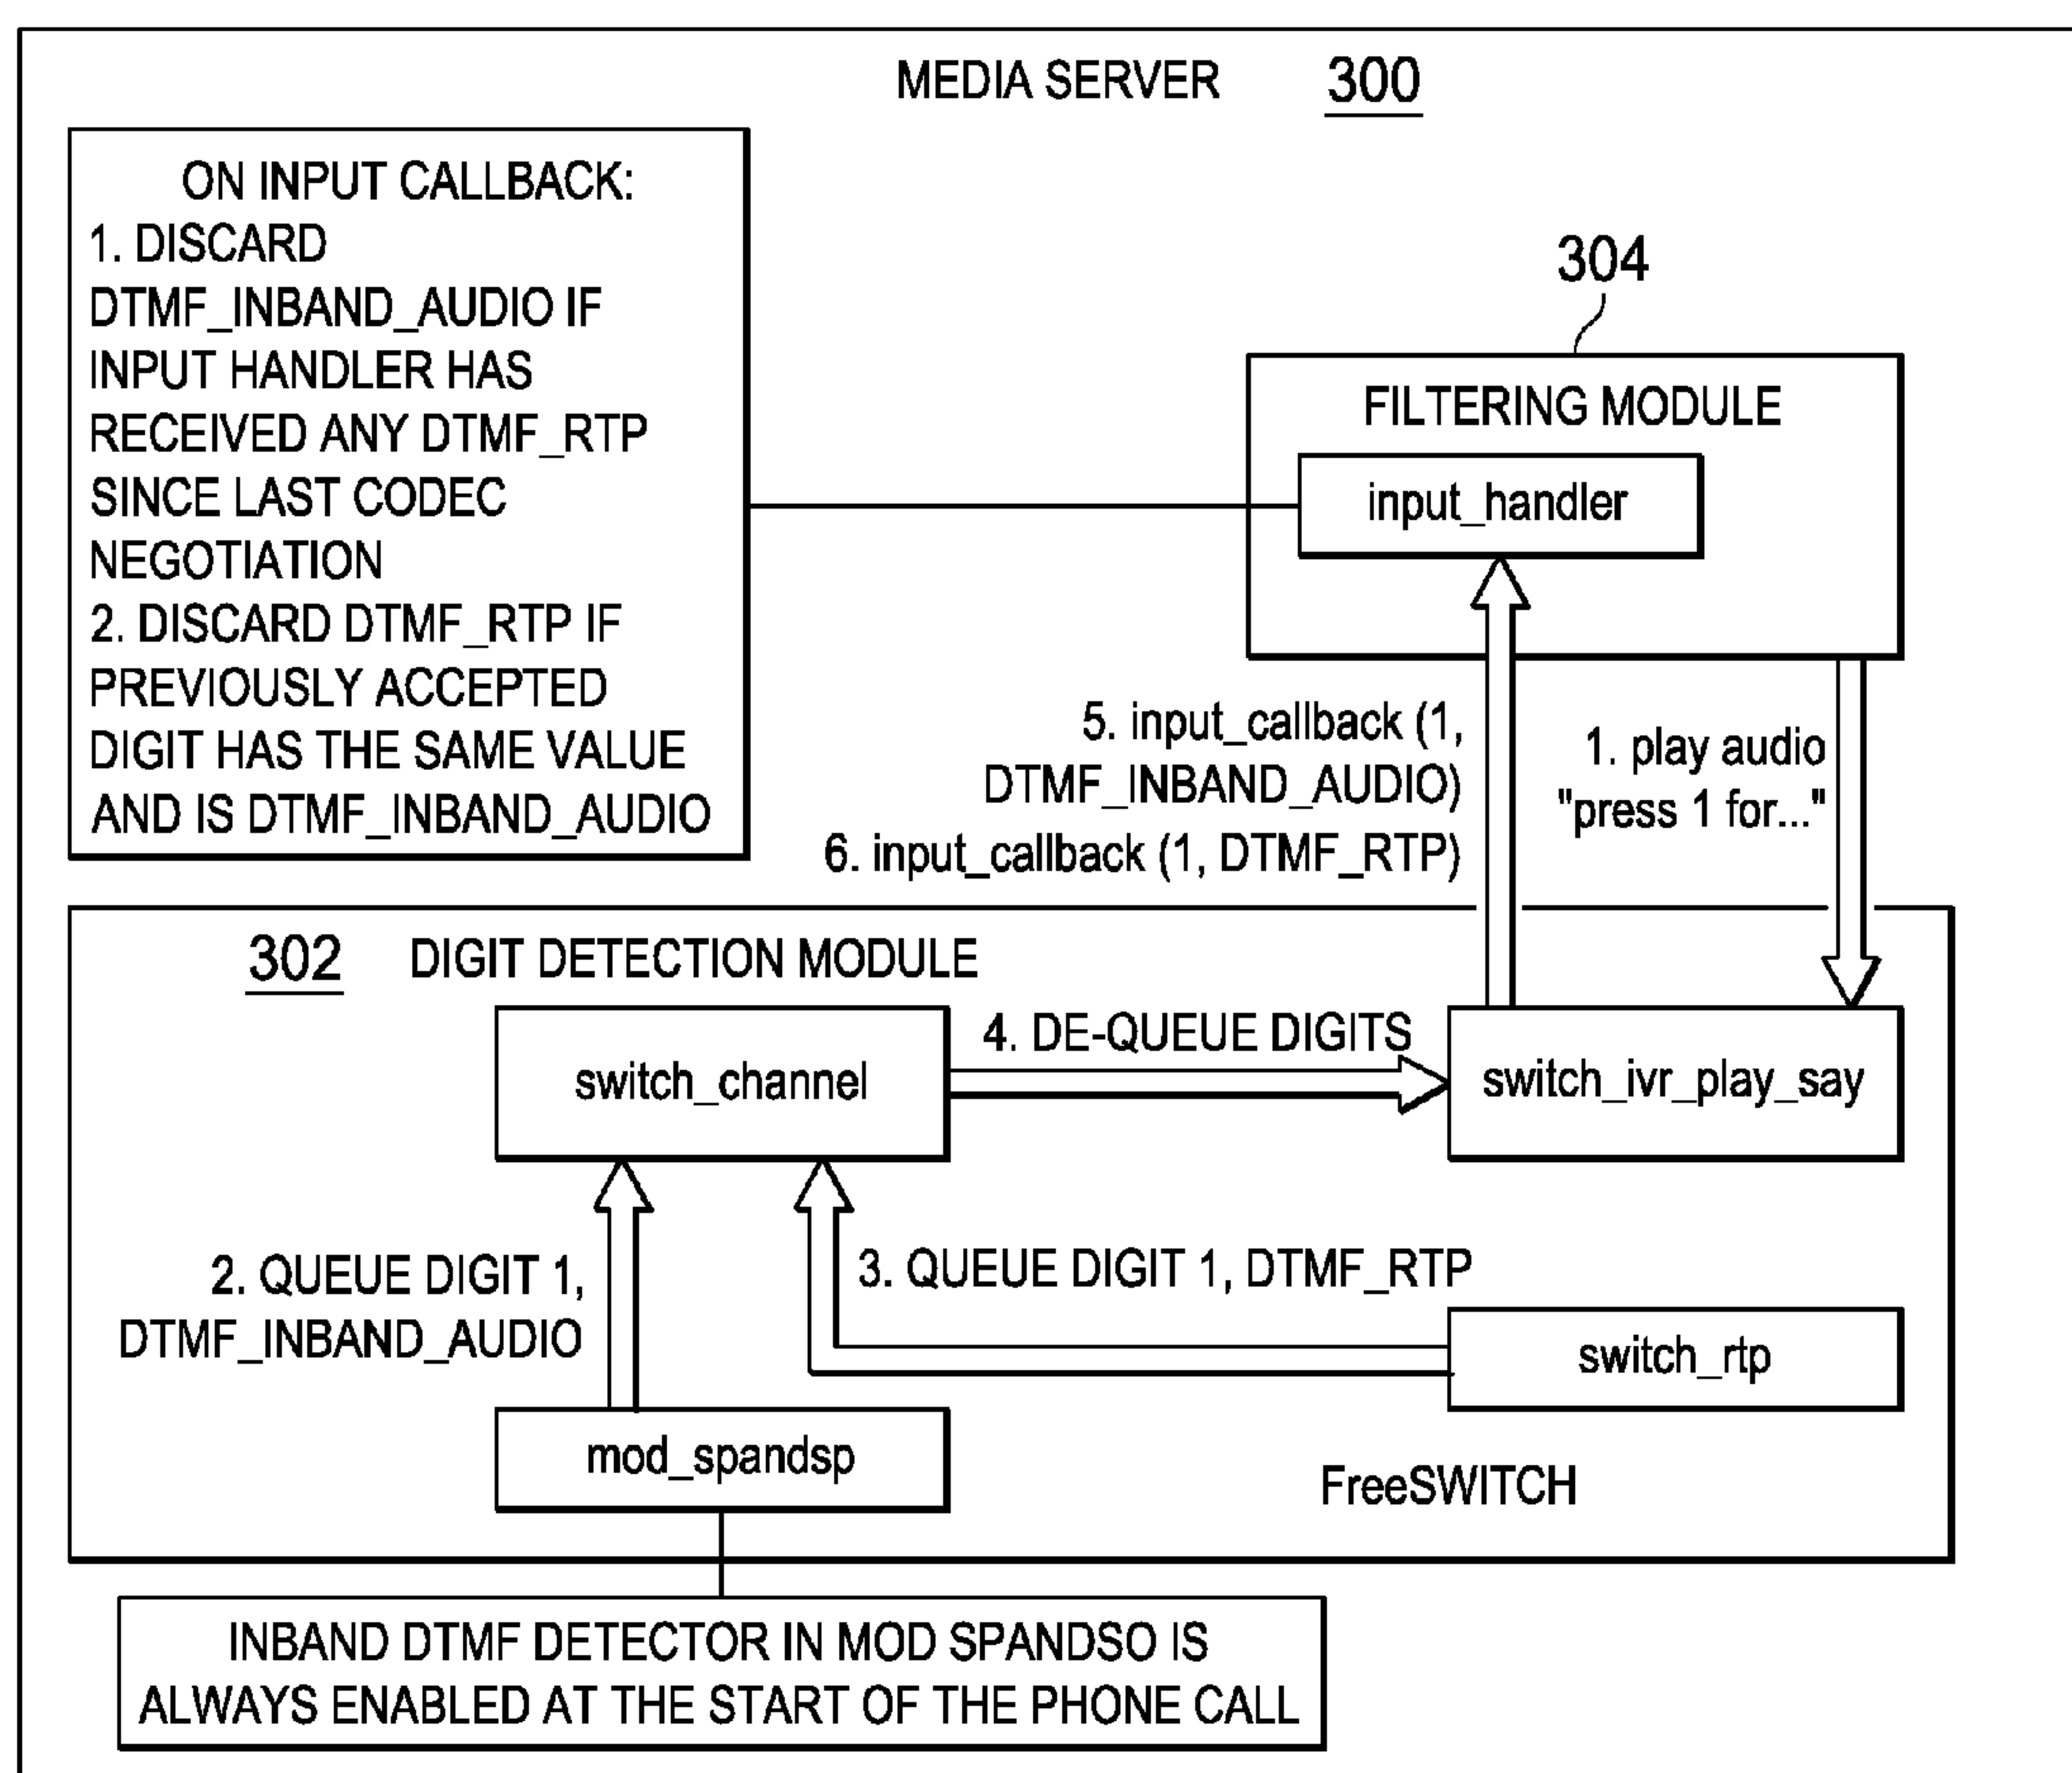 MEDIA SERVER 300
ON INPUT CALLBACK:
1. DISCARD
DTMF_INBAND_AUDIO IF
INPUT HANDLER HAS
RECEIVED ANY DTMF_RTP
SINCE LAST CODEC
NEGOTIATION
2. DISCARD DTMF_RTP IF
PREVIOUSLY ACCEPTED
DIGIT HAS THE SAME VALUE
AND IS DTMF_INBAND_AUDIO
304
FILTERING MODULE
input_handler
5. input_callback (1,
DTMF_INBAND_AUDIO)
6. input_callback (1, DTMF_RTP)
1. play audio
"press 1 for..."
302 DIGIT DETECTION MODULE
switch_channel
4. DE-QUEUE DIGITS
switch_ivr_play_say
2. QUEUE DIGIT 1,
DTMF_INBAND_AUDIO
3. QUEUE DIGIT 1, DTMF_RTP
switch_rtp
mod_spandsp
FreeSWITCH
INBAND DTMF DETECTOR IN MOD SPANDSO IS
ALWAYS ENABLED AT THE START OF THE PHONE CALL